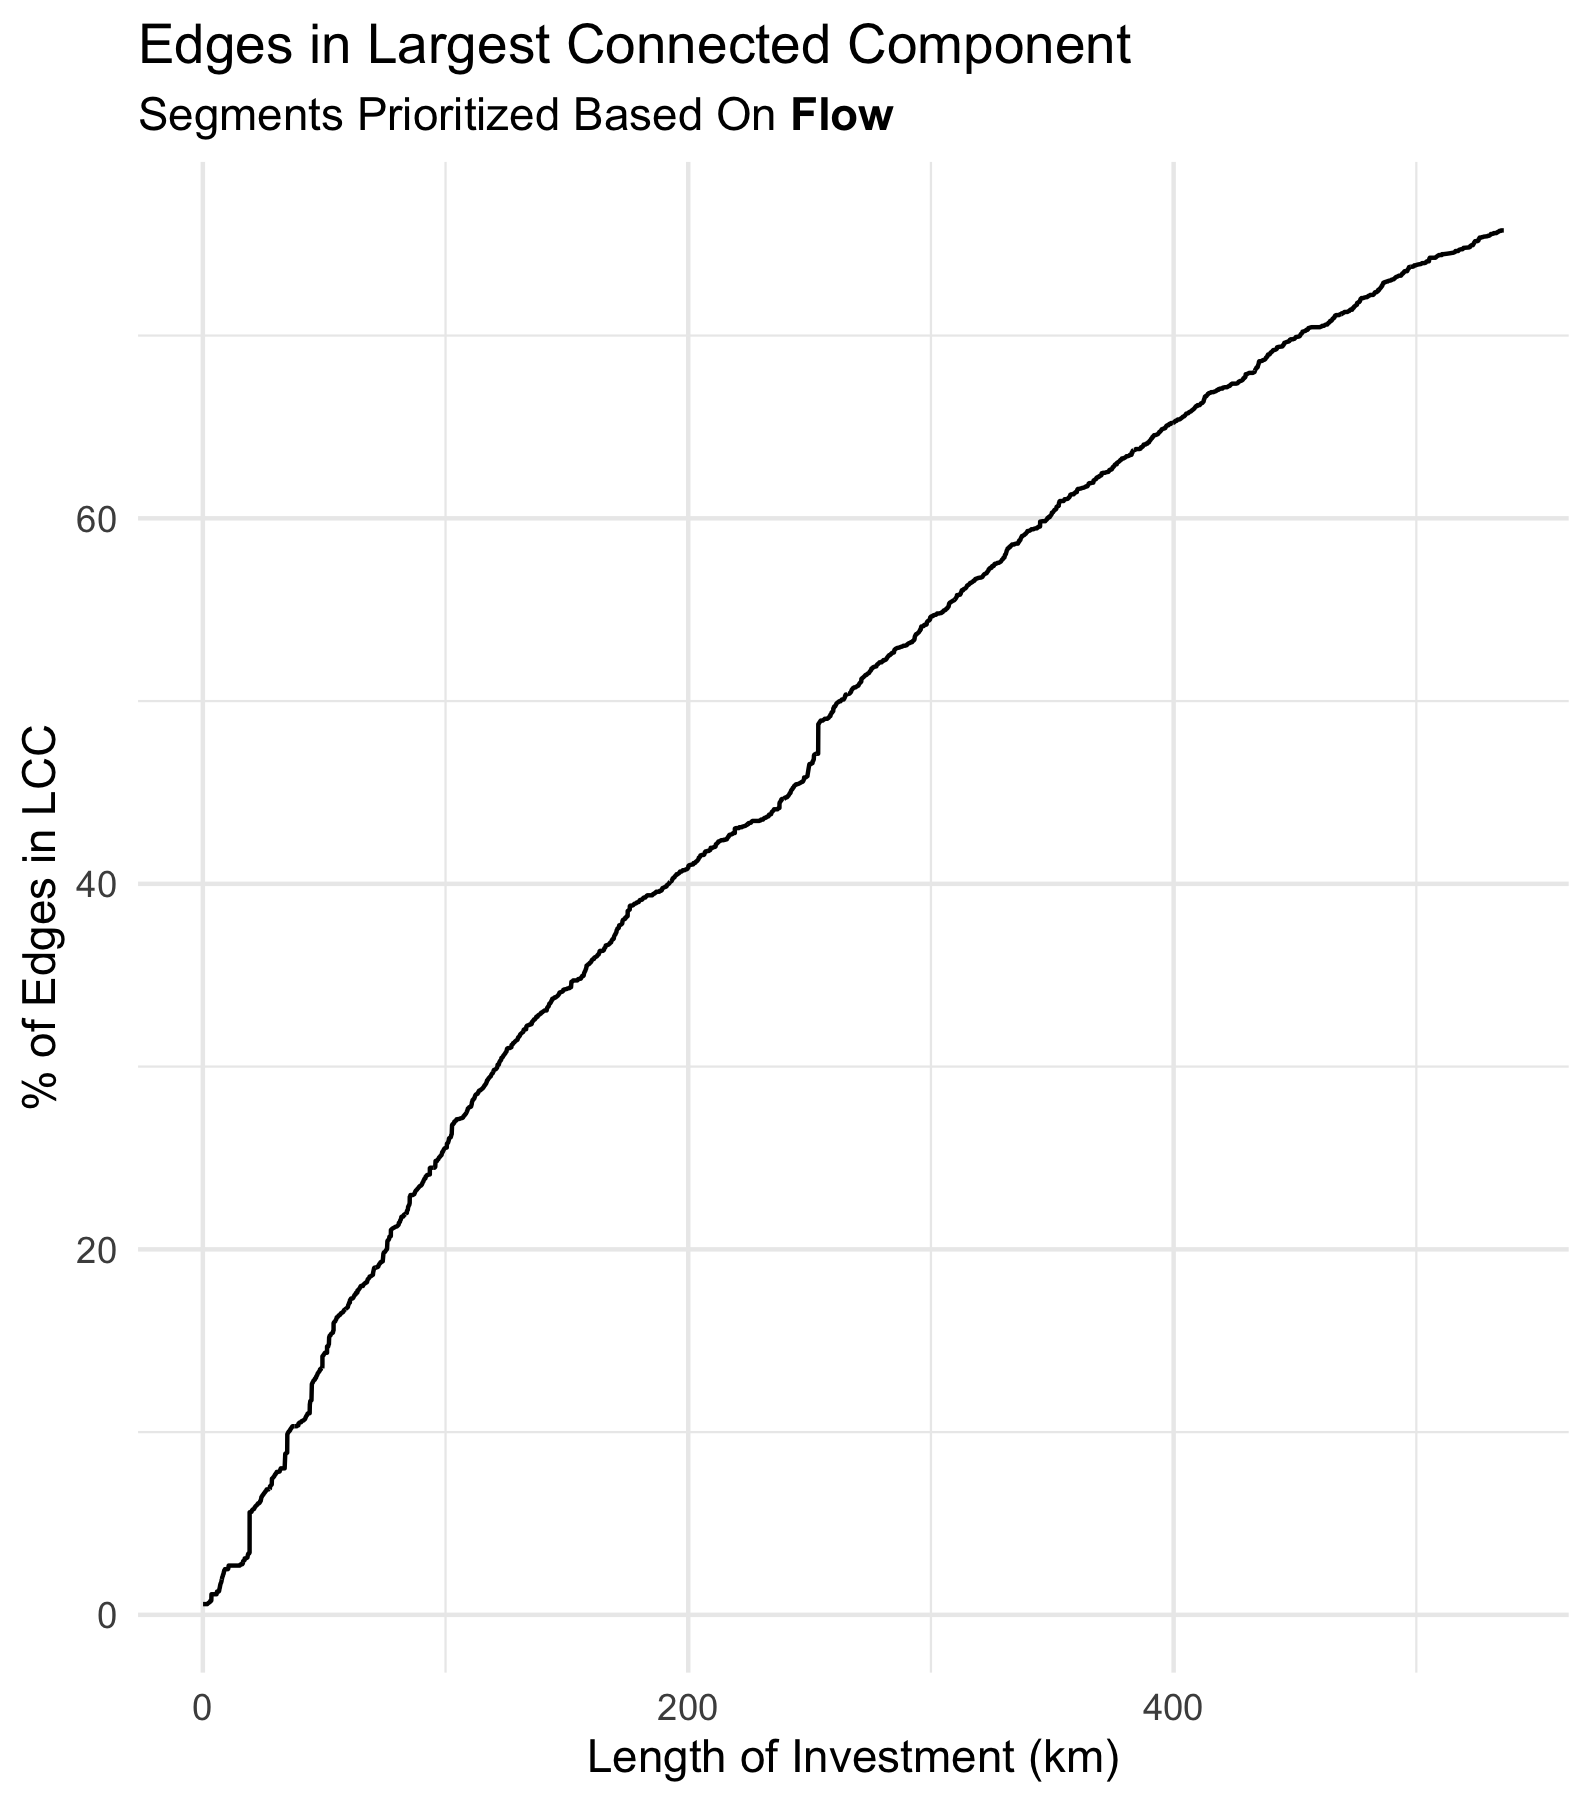 Edges in Largest Connected Component
Segments Prioritized Based On Flow
% of Edges in LCC
60
40
20
0
0 200 400
Length of Investment (km)